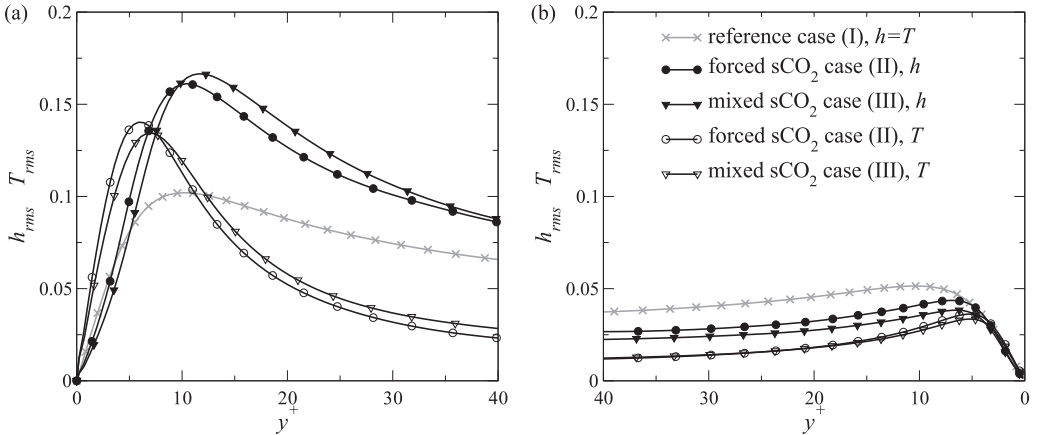 (a)
0.2
0.15
0.1
0.05
0
h_rms T_rms
0 10 20 30 40
y^+
(b)
0.2
0.15
0.1
0.05
0
h_rms T_rms
40 30 20 10 0
y^+
reference case (I), h=T
forced sCO₂ case (II), h
mixed sCO₂ case (III), h
forced sCO₂ case (II), T
mixed sCO₂ case (III), T